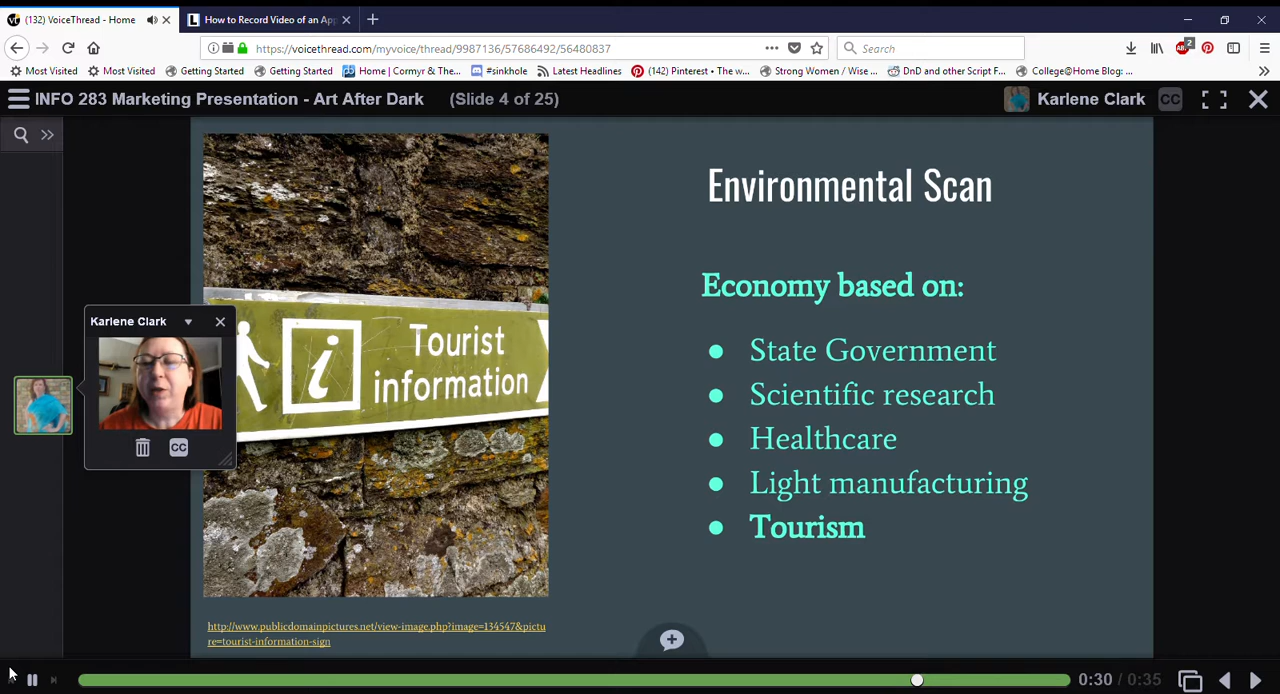 (132) VoiceThread - Home
How to Record Video of an App
https://voicethread.com/myvoice/thread/9987136/57686492/56480837
Search
2
Most Visited
Most Visited
Getting Started
Getting Started
Home | Cormyr & The...
#sinkhole
Latest Headlines
(142) Pinterest • The w...
Strong Women / Wise ...
DnD and other Script F...
College@Home Blog: ...
INFO 283 Marketing Presentation - Art After Dark (Slide 4 of 25)
Karlene Clark
CC
Environmental Scan
Economy based on:
State Government
Scientific research
Healthcare
Light manufacturing
Tourism
Karlene Clark
CC
i Tourist
information
http://www.publicdomainpictures.net/view-image.php?image=134547&pictu
re=tourist-information-sign
0:30 / 0:35